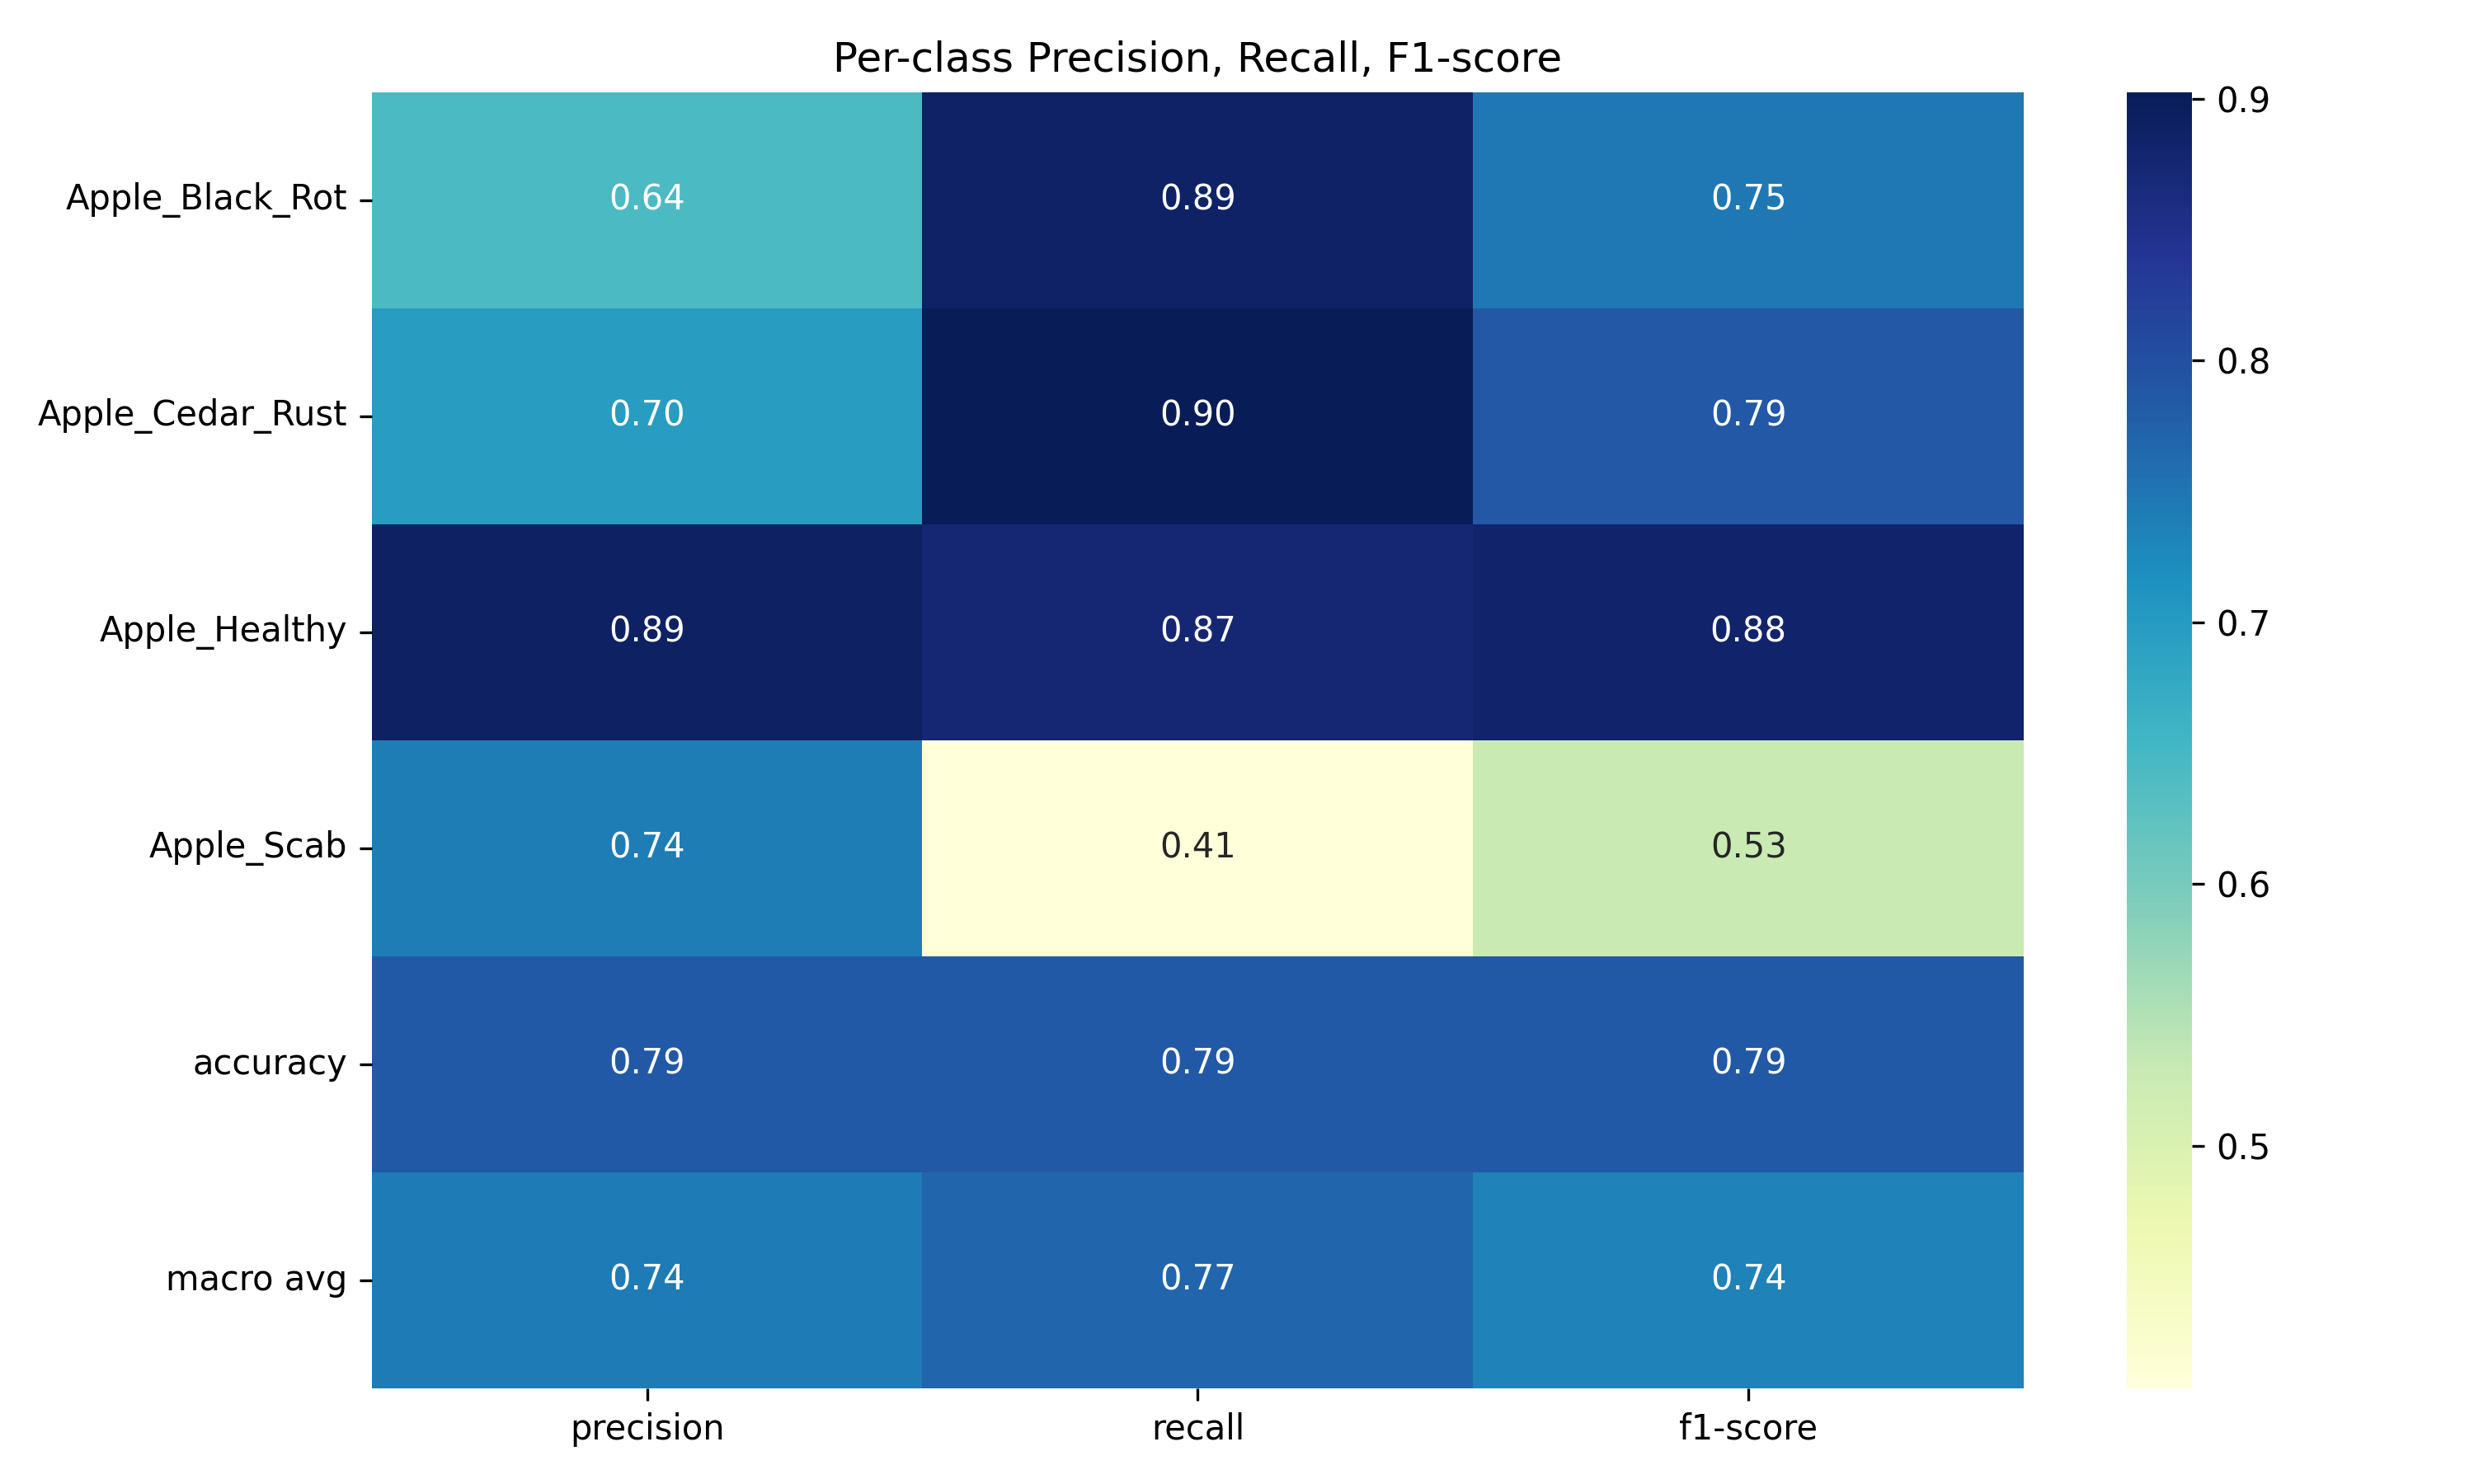 Per-class Precision, Recall, F1-score
Apple_Black_Rot 0.64 0.89 0.75
Apple_Cedar_Rust 0.70 0.90 0.79
Apple_Healthy 0.89 0.87 0.88
Apple_Scab 0.74 0.41 0.53
accuracy 0.79 0.79 0.79
macro avg 0.74 0.77 0.74
precision recall f1-score
0.9
0.8
0.7
0.6
0.5